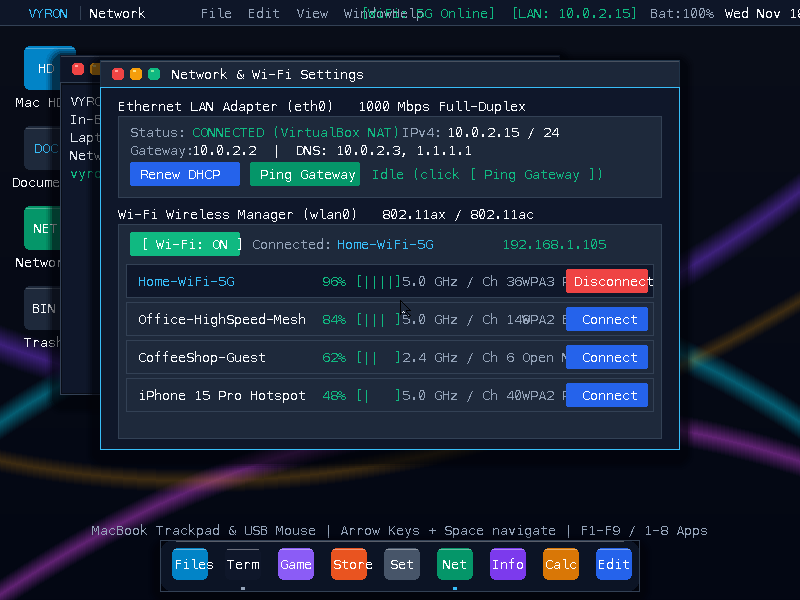 VYRON Network File Edit View Window Help [WiFi: 5G Online] [LAN: 10.0.2.15] Bat:100% Wed Nov 18
HD
Mac HD
DOC
Docume
NET
Networ
BIN
Trash
VYRO
In-B
Lapt
Netw
vyro
Network & Wi-Fi Settings
Ethernet LAN Adapter (eth0) 1000 Mbps Full-Duplex
Status: CONNECTED (VirtualBox NAT) IPv4: 10.0.2.15 / 24
Gateway: 10.0.2.2 | DNS: 10.0.2.3, 1.1.1.1
Renew DHCP Ping Gateway Idle (click [ Ping Gateway ])
Wi-Fi Wireless Manager (wlan0) 802.11ax / 802.11ac
[ Wi-Fi: ON ] Connected: Home-WiFi-5G 192.168.1.105
Home-WiFi-5G 96% [||||] 5.0 GHz / Ch 36 WPA3 Disconnect
Office-HighSpeed-Mesh 84% [||| ] 5.0 GHz / Ch 149 WPA2 Connect
CoffeeShop-Guest 62% [||  ] 2.4 GHz / Ch 6 Open Connect
iPhone 15 Pro Hotspot 48% [|   ] 5.0 GHz / Ch 40 WPA2 Connect
MacBook Trackpad & USB Mouse | Arrow Keys + Space navigate | F1-F9 / 1-8 Apps
Files Term Game Store Set Net Info Calc Edit